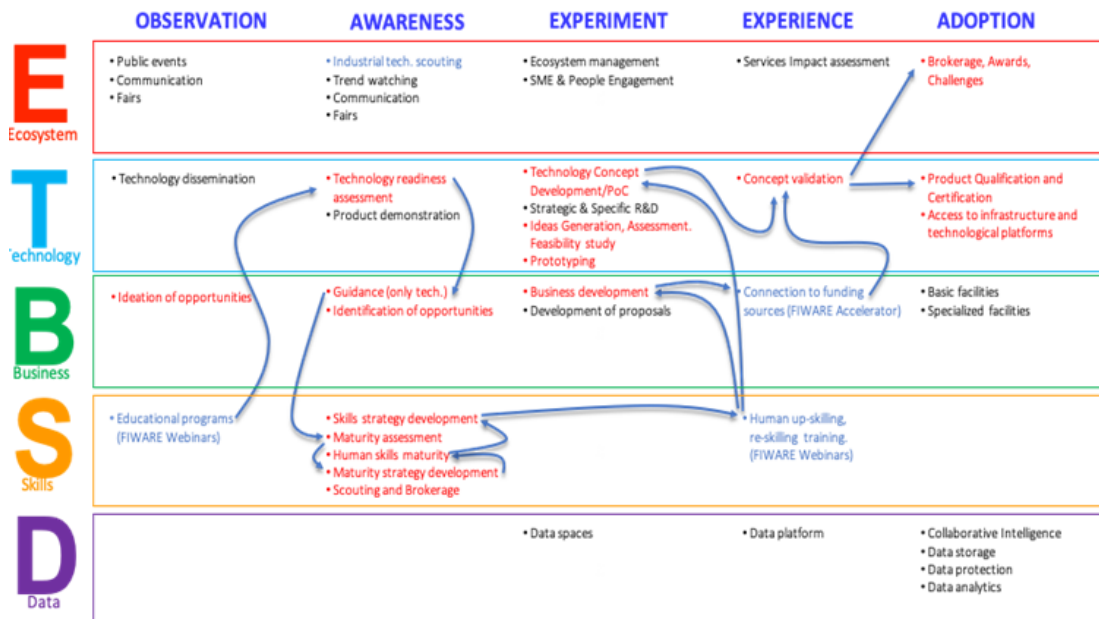 OBSERVATION AWARENESS EXPERIMENT EXPERIENCE ADOPTION
E
Ecosystem
• Public events
• Communication
• Fairs
• Industrial tech. scouting
• Trend watching
• Communication
• Fairs
• Ecosystem management
• SME & People Engagement
• Services Impact assessment
• Brokerage, Awards,
Challenges
T
Technology
• Technology dissemination
• Technology readiness
assessment
• Product demonstration
• Technology Concept
Development/PoC
• Strategic & Specific R&D
• Ideas Generation, Assessment.
Feasibility study
• Prototyping
• Concept validation
• Product Qualification and
Certification
• Access to infrastructure and
technological platforms
B
Business
• Ideation of opportunities
• Guidance (only tech.)
• Identification of opportunities
• Business development
• Development of proposals
• Connection to funding
sources (FIWARE Accelerator)
• Basic facilities
• Specialized facilities
S
Skills
• Educational programs
(FIWARE Webinars)
• Skills strategy development
• Maturity assessment
• Human skills maturity
• Maturity strategy development
• Scouting and Brokerage
• Human up-skilling,
re-skilling training.
(FIWARE Webinars)
D
Data
• Data spaces
• Data platform
• Collaborative Intelligence
• Data storage
• Data protection
• Data analytics